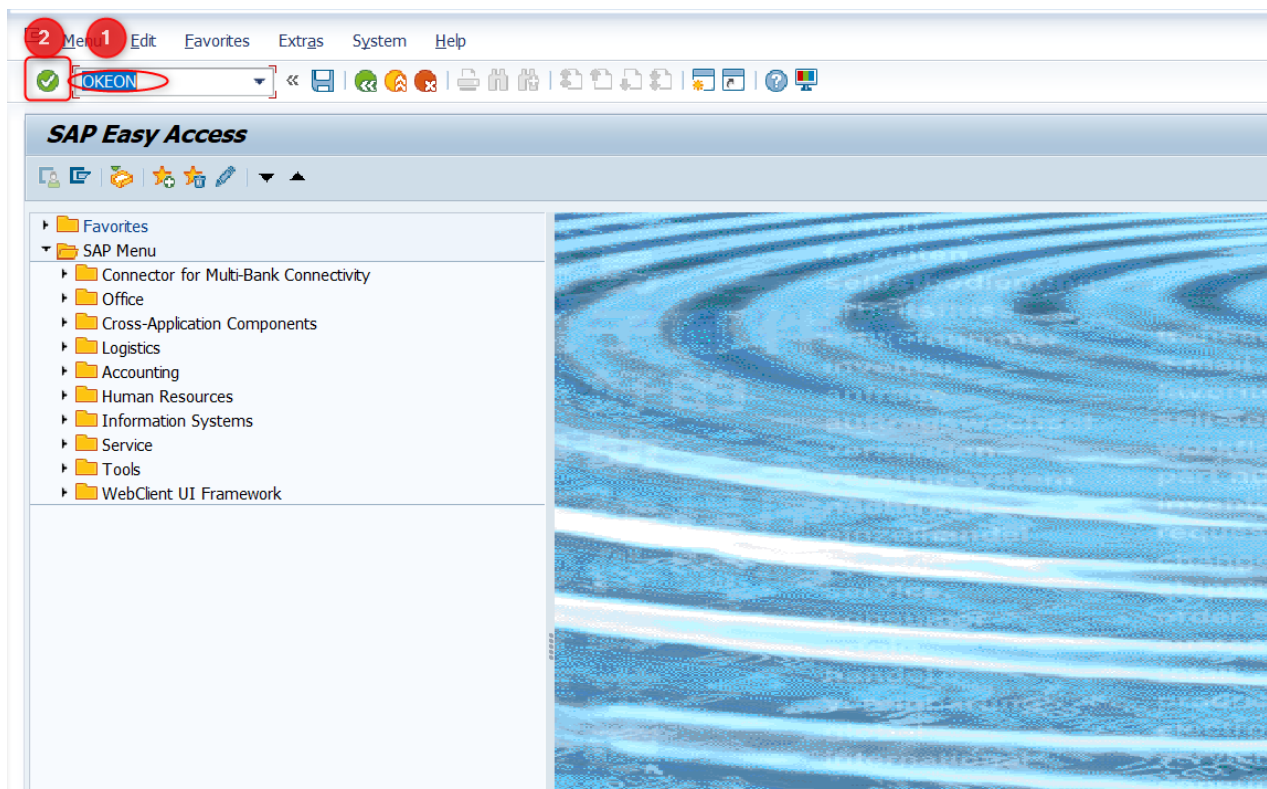 2 Menu 1 Edit Favorites Extras System Help
OKEON
SAP Easy Access
Favorites
SAP Menu
Connector for Multi-Bank Connectivity
Office
Cross-Application Components
Logistics
Accounting
Human Resources
Information Systems
Service
Tools
WebClient UI Framework